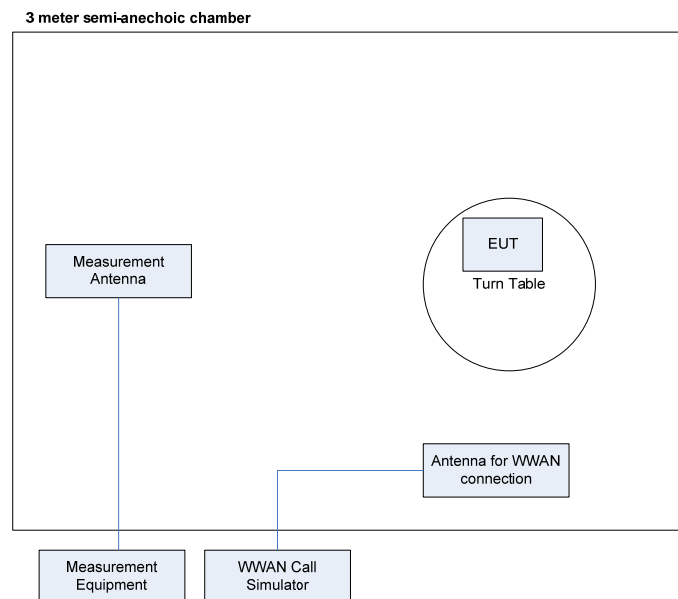 3 meter semi-anechoic chamber
EUT
Turn Table
Measurement
Antenna
Antenna for WWAN
connection
Measurement
Equipment
WWAN Call
Simulator